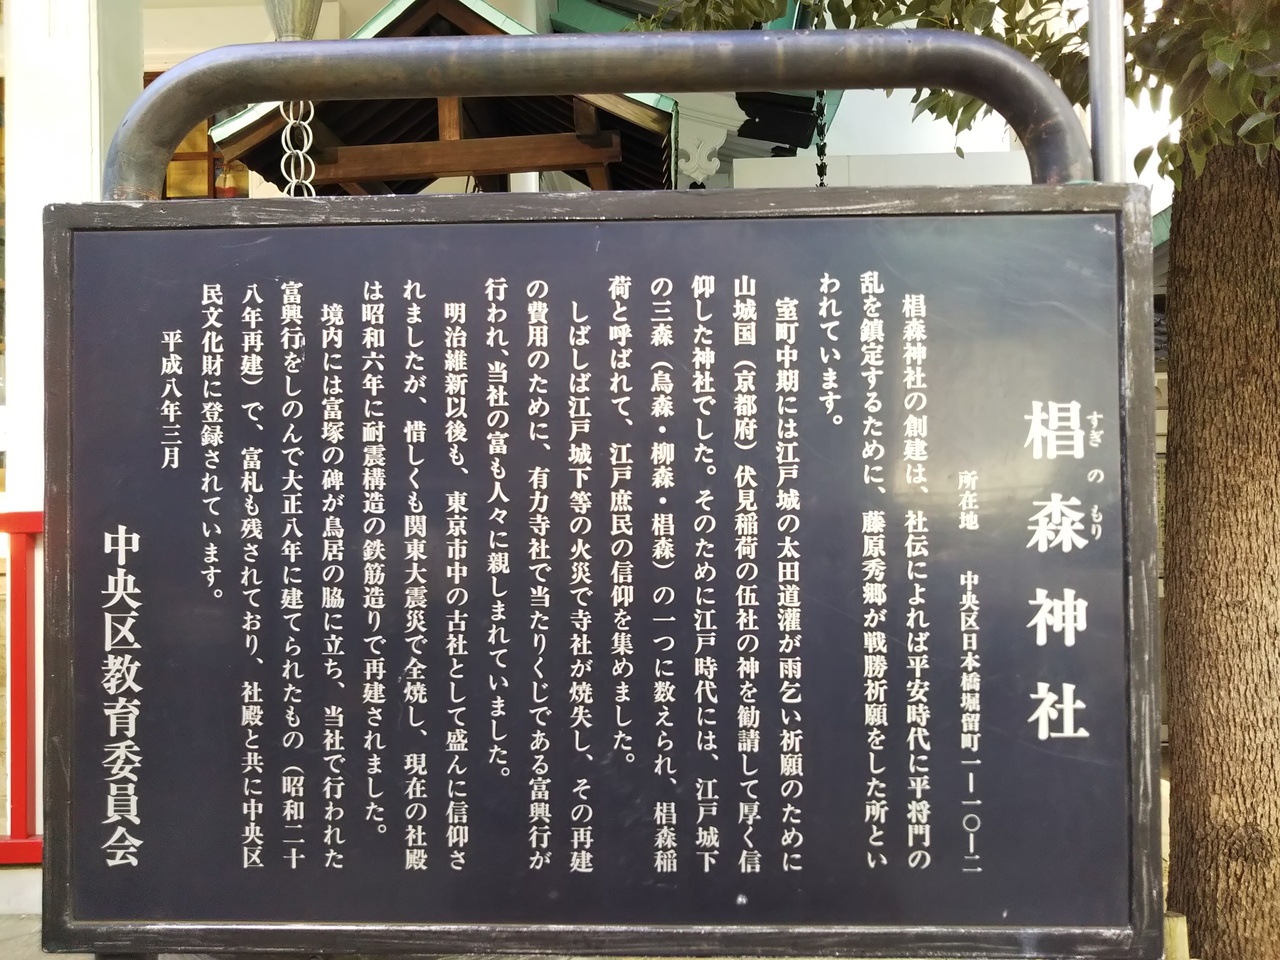 椙森神社
すぎのもり
所在地 中央区日本橋堀留町一ー一〇ー二
椙森神社の創建は、社伝によれば平安時代に平将門の
乱を鎮定するために、藤原秀郷が戦勝祈願をした所とい
われています。
室町中期には江戸城の太田道灌が雨乞い祈願のために
山城国（京都府）伏見稲荷の伍社の神を勧請して厚く信
仰した神社でした。そのために江戸時代には、江戸城下
の三森（烏森・柳森・椙森）の一つに数えられ、椙森稲
荷と呼ばれて、江戸庶民の信仰を集めました。
しばしば江戸城下等の火災で寺社が焼失し、その再建
の費用のために、有力寺社で当たりくじである富興行が
行われ、当社の富も人々に親しまれていました。
明治維新以後も、東京市中の古社として盛んに信仰さ
れましたが、惜しくも関東大震災で全焼し、現在の社殿
は昭和六年に耐震構造の鉄筋造りで再建されました。
境内には富塚の碑が鳥居の脇に立ち、当社で行われた
富興行をしのんで大正八年に建てられたもの（昭和二十
八年再建）で、富札も残されており、社殿と共に中央区
民文化財に登録されています。
平成八年三月
中央区教育委員会